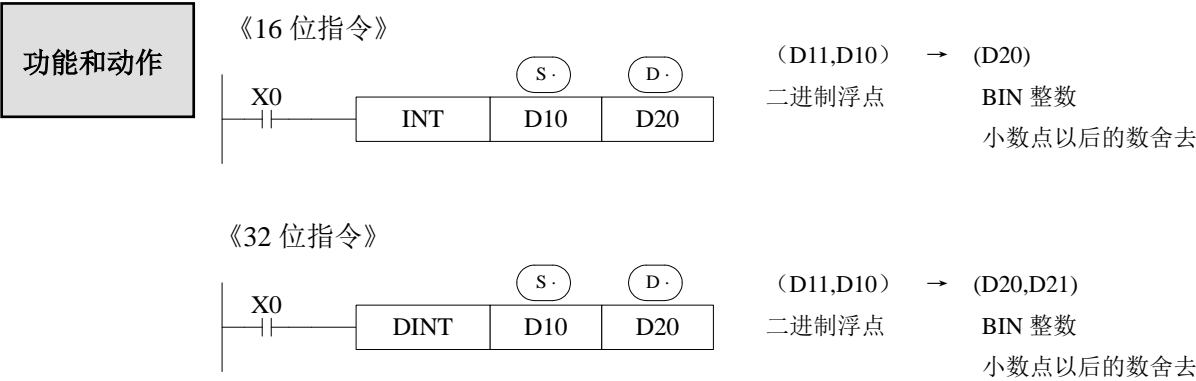 功能和动作
《16 位指令》
S · D ·
X0
INT D10 D20
（D11,D10） → (D20)
二进制浮点 BIN 整数
小数点以后的数舍去
《32 位指令》
S · D ·
X0
DINT D10 D20
（D11,D10） → (D20,D21)
二进制浮点 BIN 整数
小数点以后的数舍去